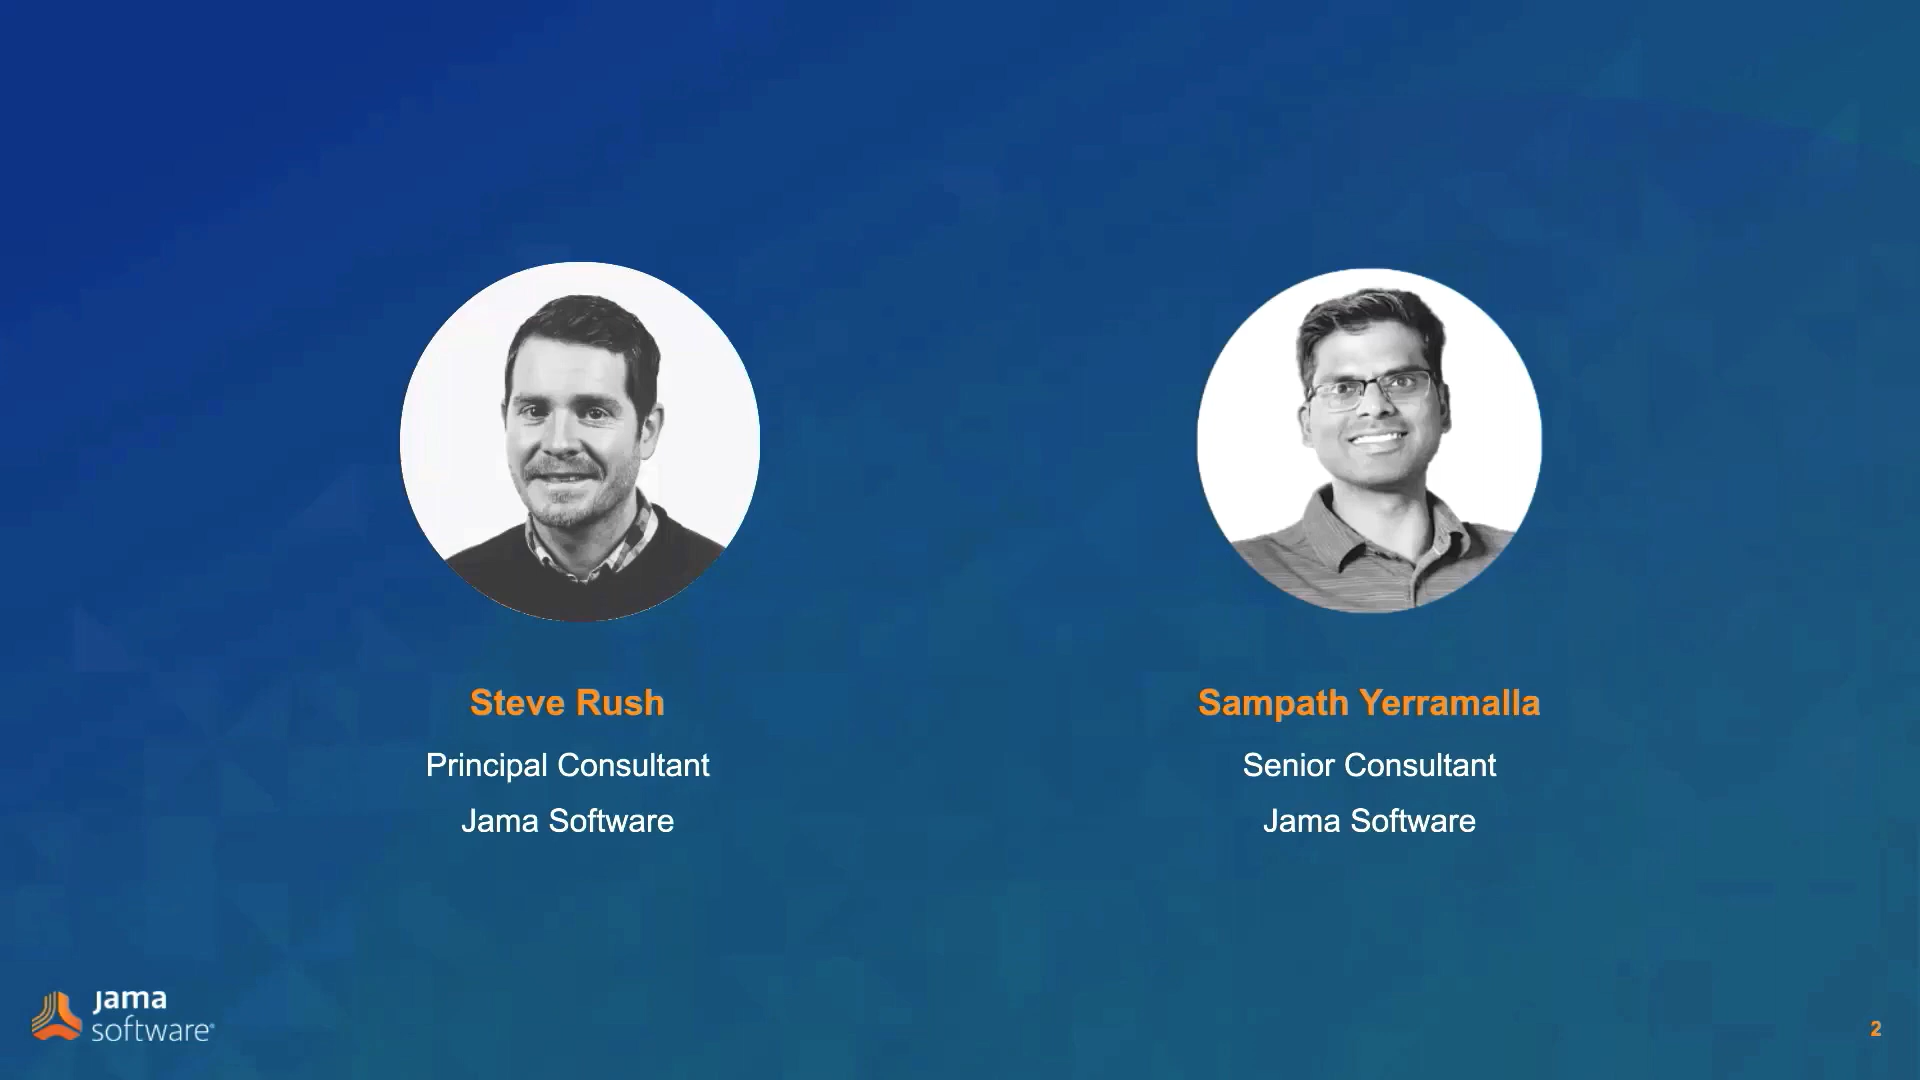 Steve Rush
Principal Consultant
Jama Software
Sampath Yerramalla
Senior Consultant
Jama Software
jama
software®
2